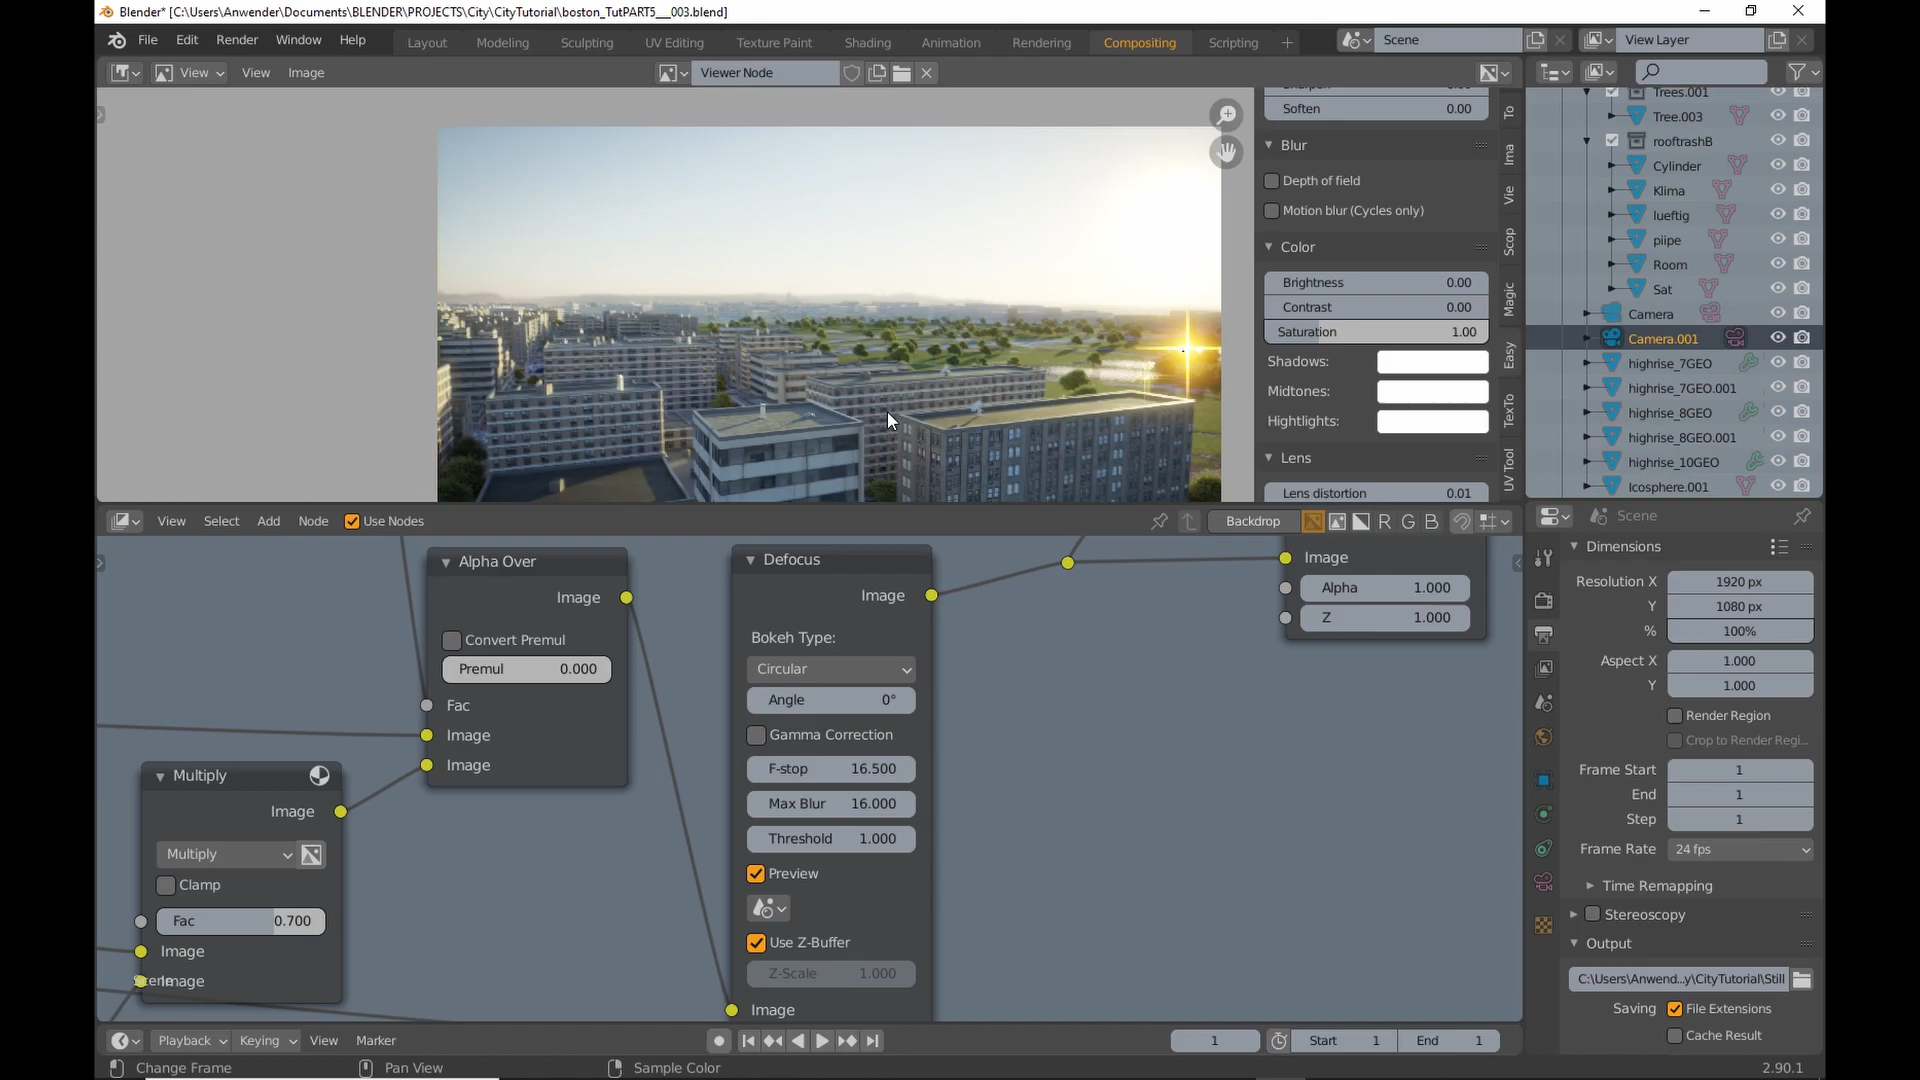 Blender* [C:\Users\Anwender\Documents\BLENDER\PROJECTS\City\CityTutorial\boston_TutPART5__003.blend]
File Edit Render Window Help
Layout Modeling Sculpting UV Editing Texture Paint Shading Animation Rendering Compositing Scripting
Scene
View Layer
View View Image
Viewer Node
Soften 0.00
Blur
Depth of field
Motion blur (Cycles only)
Color
Brightness 0.00
Contrast 0.00
Saturation 1.00
Shadows:
Midtones:
Hightlights:
Lens
Lens distortion 0.01
To
Ima
Vie
Scop
Magic
Easy
TexTo
UVTool
Trees.001
Tree.003
rooftrashB
Cylinder
Klima
lueftig
piipe
Room
Sat
Camera
Camera.001
highrise_7GEO
highrise_7GEO.001
highrise_8GEO
highrise_8GEO.001
highrise_10GEO
Icosphere.001
View Select Add Node Use Nodes
Backdrop R G B
Alpha Over
Image
Convert Premul
Premul 0.000
Fac
Image
Image
Multiply
Image
Multiply
Clamp
Fac 0.700
Image
Image
Defocus
Image
Bokeh Type:
Circular
Angle 0°
Gamma Correction
F-stop 16.500
Max Blur 16.000
Threshold 1.000
Preview
Use Z-Buffer
Z-Scale 1.000
Image
Image
Alpha 1.000
Z 1.000
Scene
Dimensions
Resolution X 1920 px
Y 1080 px
% 100%
Aspect X 1.000
Y 1.000
Render Region
Crop to Render Regi...
Frame Start 1
End 1
Step 1
Frame Rate 24 fps
Time Remapping
Stereoscopy
Output
C:\Users\Anwend...y\CityTutorial\Still
Saving File Extensions
Cache Result
Playback Keying View Marker
1 Start 1 End 1
Change Frame Pan View Sample Color
2.90.1